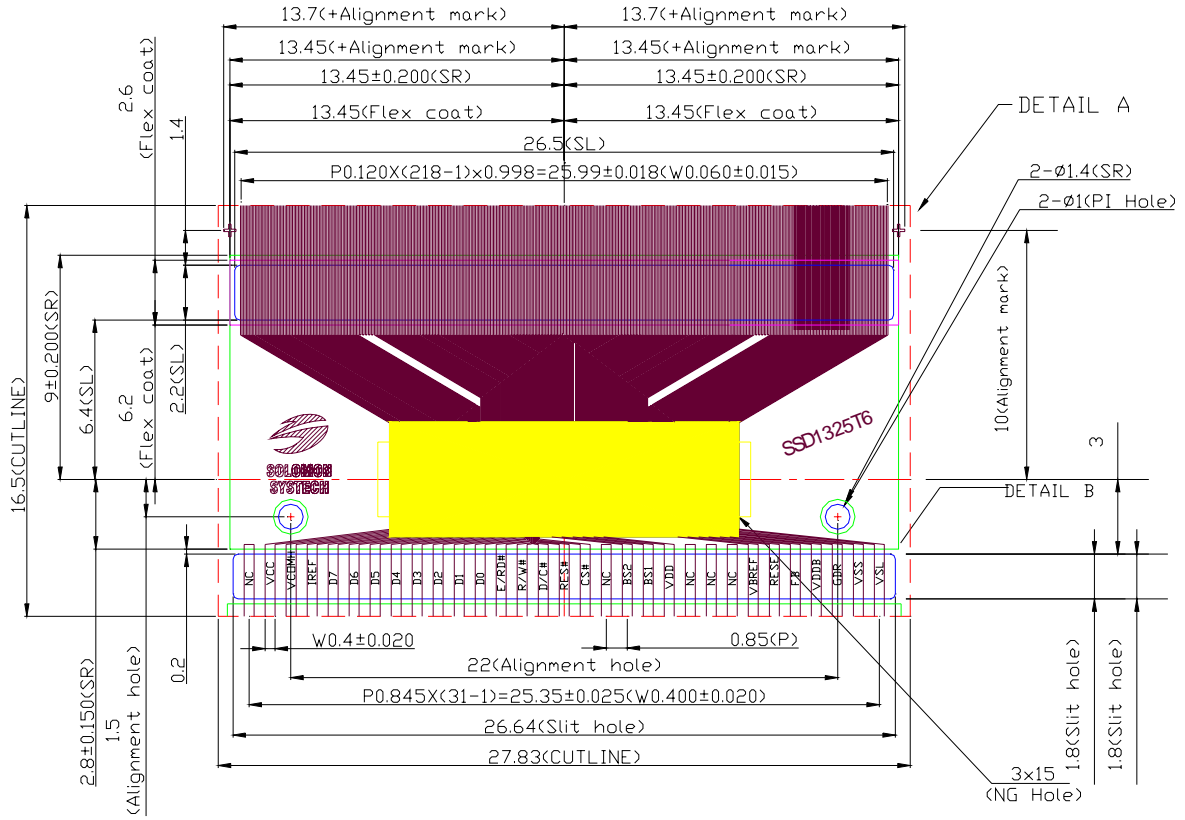 13.7(+Alignment mark)
13.7(+Alignment mark)
13.45(+Alignment mark)
13.45(+Alignment mark)
13.45±0.200(SR)
13.45±0.200(SR)
13.45(Flex coat)
13.45(Flex coat)
26.5(SL)
P0.120X(218-1)x0.998=25.99±0.018(W0.060±0.015)
2.6
(Flex coat)
1.4
DETAIL A
2-ø1.4(SR)
2-ø1(PI Hole)
16.5(CUTLINE)
9±0.200(SR)
6.4(SL)
6.2
(Flex coat)
2.2(SL)
10(Alignment mark)
3
SOLOMON
SYSTECH
SSD1325T6
DETAIL B
NC
VCC
VCOMH
IREF
D7
D6
D5
D4
D3
D2
D1
D0
E/RD#
R/W#
D/C#
RES#
CS#
NC
BS2
BS1
VDD
NC
NC
NC
VBREF
RESE
FB
VDDB
GDR
VSS
VSL
W0.4±0.020
0.85(P)
22(Alignment hole)
P0.845X(31-1)=25.35±0.025(W0.400±0.020)
26.64(Slit hole)
27.83(CUTLINE)
2.8±0.150(SR)
1.5
(Alignment hole)
0.2
1.8(Slit hole)
1.8(Slit hole)
3x15
(NG Hole)